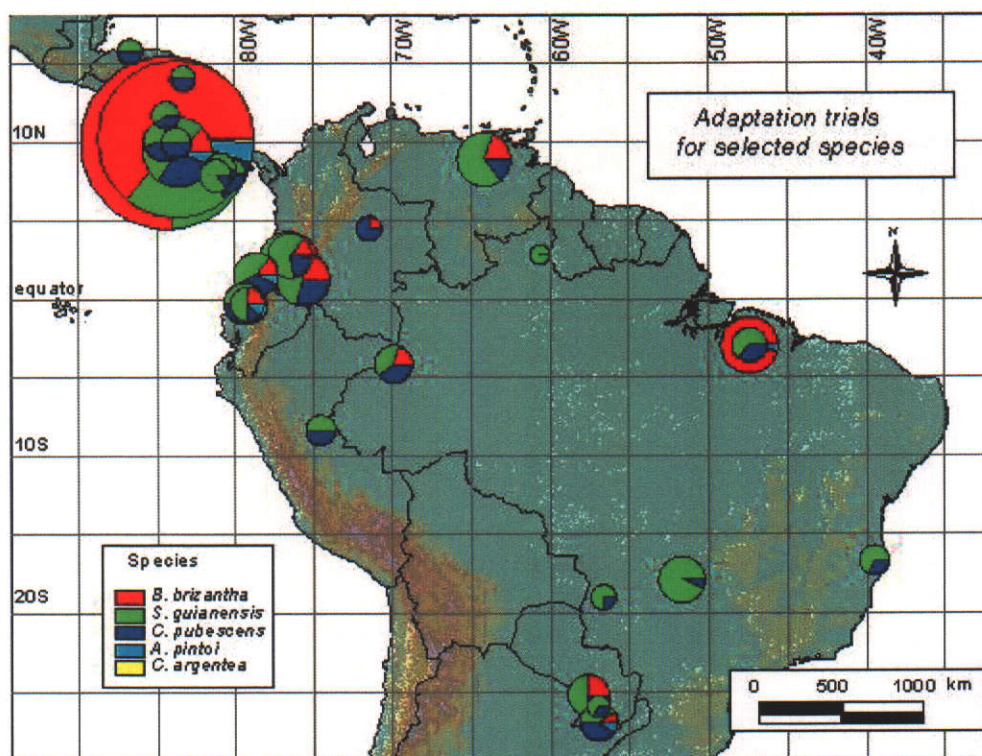 80W
70W
60W
50W
40W
Adaptation trials
for selected species
10N
N
equator
10S
20S
Species
B. brizantha
S. guianensis
C. pubescens
A. pintoi
C. argentea
0 500 1000 km